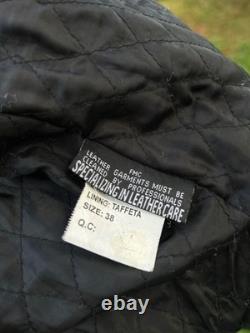 FMC
LEATHER GARMENTS MUST BE
CLEANED BY PROFESSIONALS
SPECIALIZING IN LEATHER CARE
LINING: TAFFETA
SIZE: 38
Q.C: